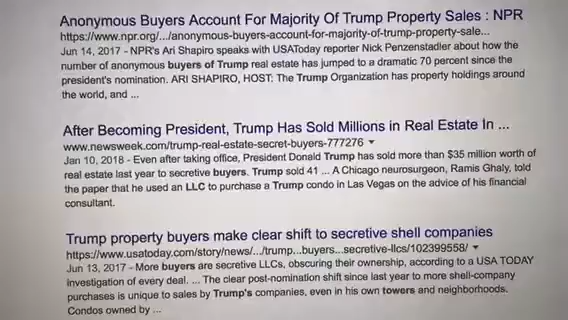 Anonymous Buyers Account For Majority Of Trump Property Sales : NPR
https://www.npr.org/.../anonymous-buyers-account-for-majority-of-trump-property-sale...
Jun 14, 2017 - NPR's Ari Shapiro speaks with USAToday reporter Nick Penzenstadler about how the
number of anonymous buyers of Trump real estate has jumped to a dramatic 70 percent since the
president's nomination. ARI SHAPIRO, HOST: The Trump Organization has property holdings around
the world, and ...
After Becoming President, Trump Has Sold Millions in Real Estate In ...
www.newsweek.com/trump-real-estate-secret-buyers-777276
Jan 10, 2018 - Even after taking office, President Donald Trump has sold more than $35 million worth of
real estate last year to secretive buyers. Trump sold 41 ... A Chicago neurosurgeon, Ramis Ghaly, told
the paper that he used an LLC to purchase a Trump condo in Las Vegas on the advice of his financial
consultant.
Trump property buyers make clear shift to secretive shell companies
https://www.usatoday.com/story/news/.../trump...buyers...secretive-llcs/102399558/
Jun 13, 2017 - More buyers are secretive LLCs, obscuring their ownership, according to a USA TODAY
investigation of every deal. ... The clear post-nomination shift since last year to more shell-company
purchases is unique to sales by Trump's companies, even in his own towers and neighborhoods.
Condos owned by ...